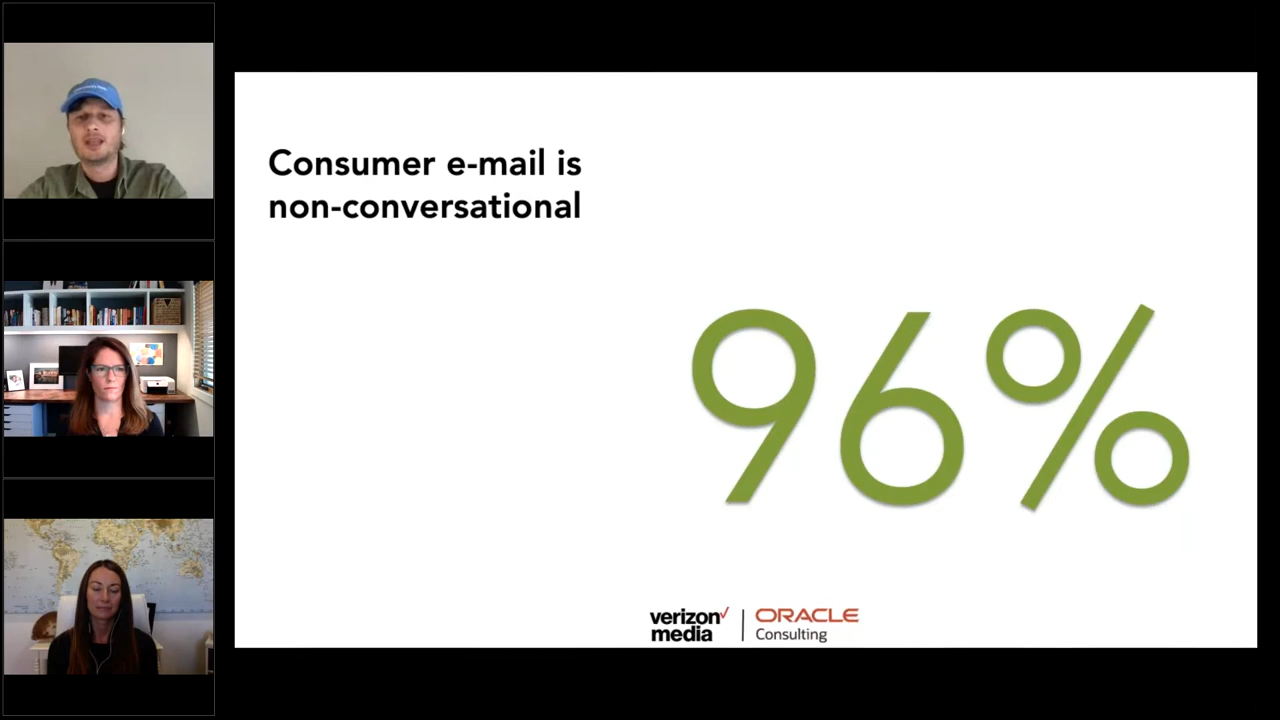 Consumer e-mail is
non-conversational
96%
verizon
media
ORACLE
Consulting